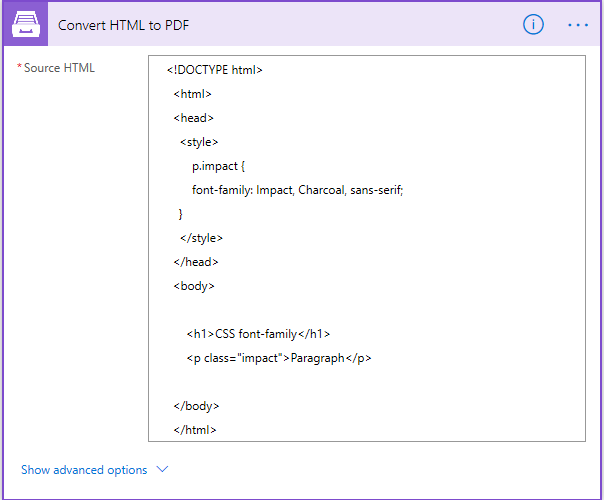 Convert HTML to PDF
* Source HTML
<!DOCTYPE html>
<html>
<head>
<style>
p.impact {
font-family: Impact, Charcoal, sans-serif;
}
</style>
</head>
<body>
<h1>CSS font-family</h1>
<p class="impact">Paragraph</p>
</body>
</html>
Show advanced options